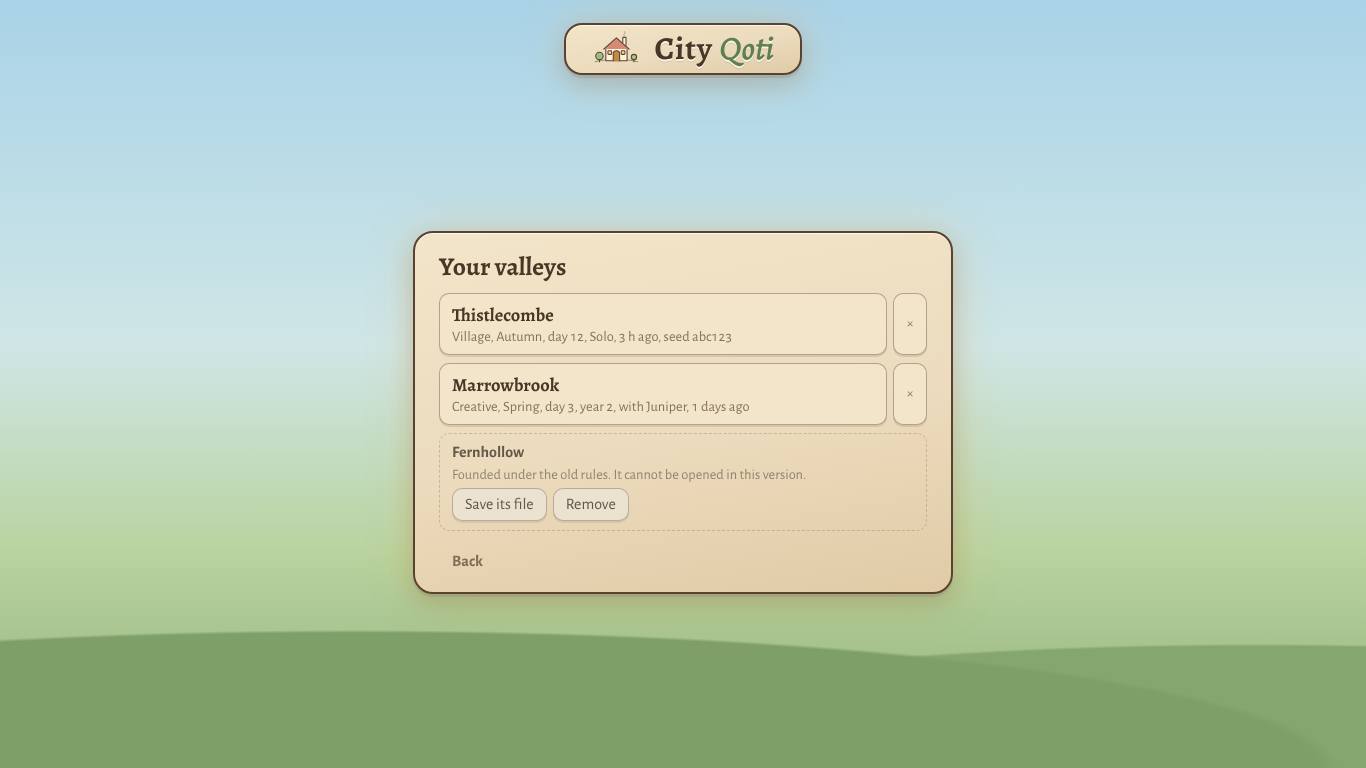 City Qoti
Your valleys
Thistlecombe
Village, Autumn, day 12, Solo, 3 h ago, seed abc123
×
Marrowbrook
Creative, Spring, day 3, year 2, with Juniper, 1 days ago
×
Fernhollow
Founded under the old rules. It cannot be opened in this version.
Save its file Remove
Back